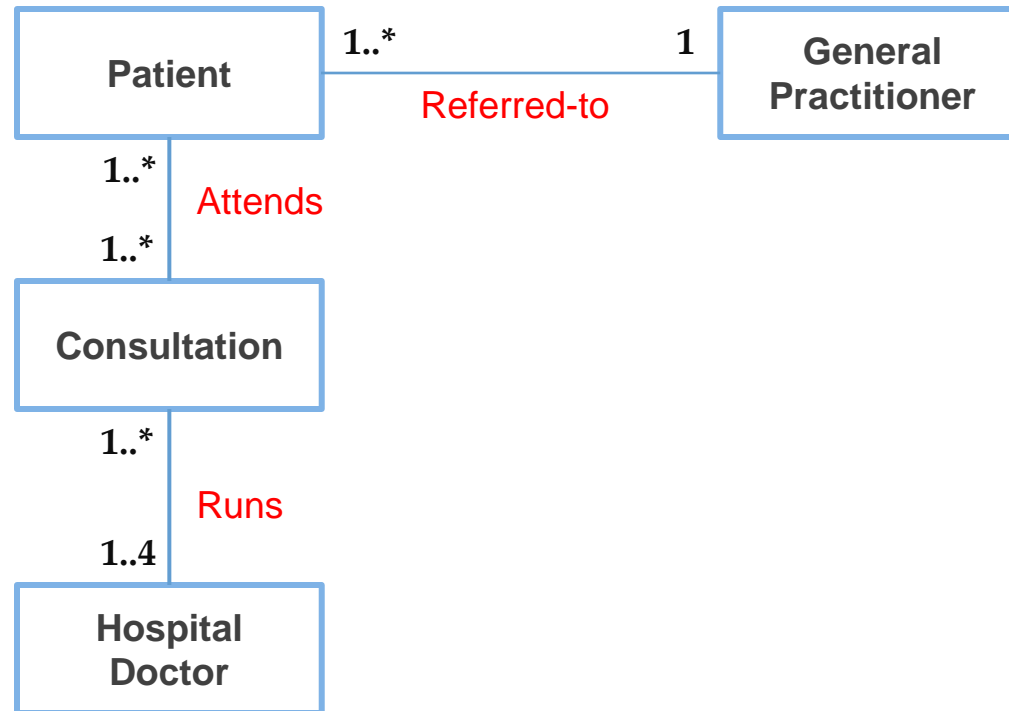 Patient
1..*
1
General
Practitioner
Referred-to
1..*
Attends
1..*
Consultation
1..*
Runs
1..4
Hospital
Doctor